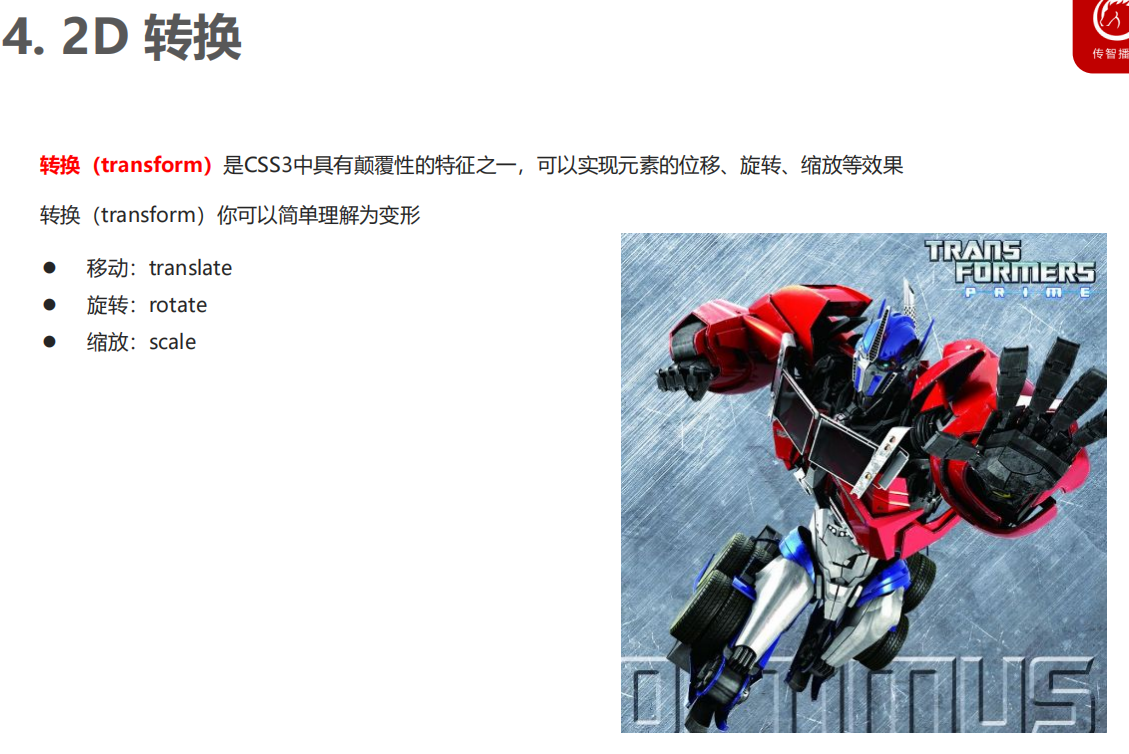 4. 2D 转换
传智播
转换（transform）是CSS3中具有颠覆性的特征之一，可以实现元素的位移、旋转、缩放等效果
转换（transform）你可以简单理解为变形
● 移动：translate
● 旋转：rotate
● 缩放：scale
TRANS
FORMERS
PRIME
OPTIMUS